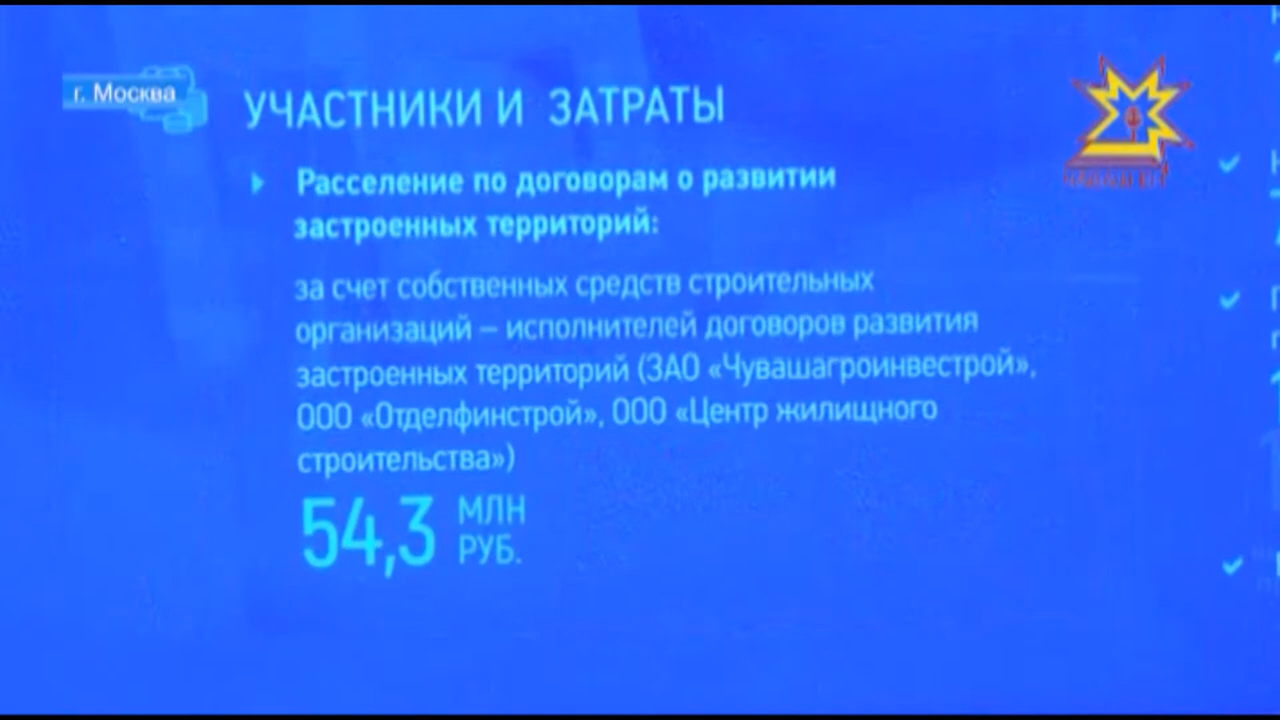 г. Москва
УЧАСТНИКИ И ЗАТРАТЫ
Расселение по договорам о развитии
застроенных территорий:
за счет собственных средств строительных
организаций – исполнителей договоров развития
застроенных территорий (ЗАО «Чувашагроинвестрой»,
ООО «Отделфинстрой», ООО «Центр жилищного
строительства»)
54,3 МЛН
РУБ.